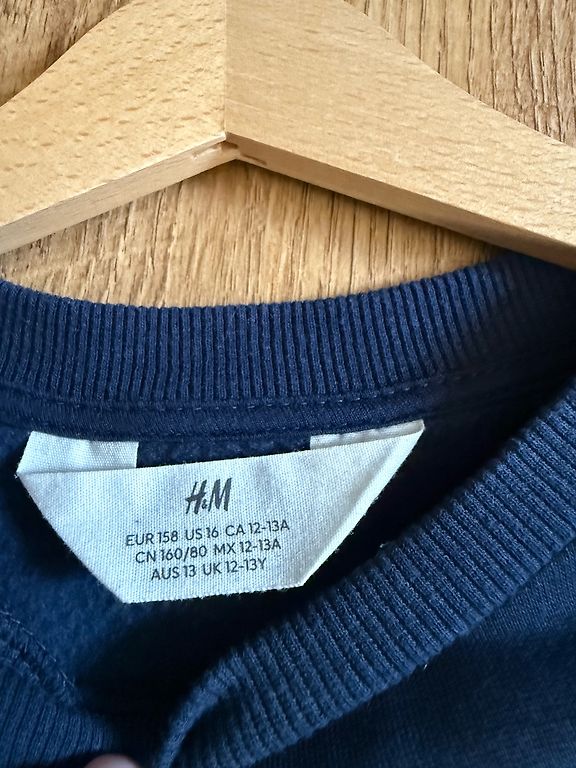 H&M
EUR 158 US 16 CA 12-13A
CN 160/80 MX 12-13A
AUS 13 UK 12-13Y